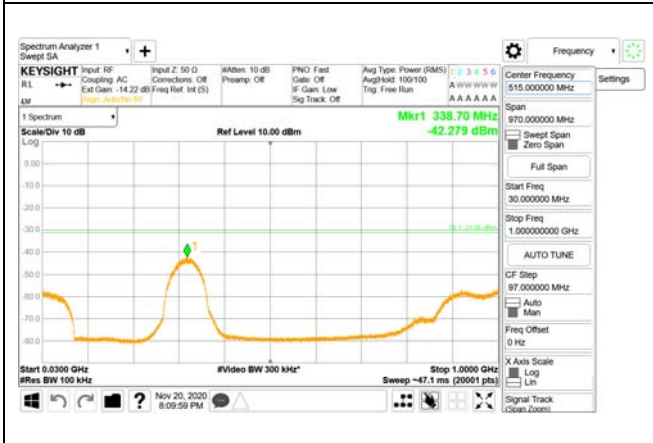 Spectrum Analyzer 1
Swept SA
+
Frequency
KEYSIGHT
RL
Input: RF
Coupling: AC
Ext Gain: -14.22 dB
Align: Auto/No RF
Input Z: 50 Ω
Corrections: Off
Freq Ref: Int (S)
#Atten: 10 dB
Preamp: Off
PNO: Fast
Gate: Off
IF Gain: Low
Sig Track: Off
Avg Type: Power (RMS)
Avg|Hold: 100/100
Trig: Free Run
1 2 3 4 5 6
A W W W W W
A A A A A A
1 Spectrum
Scale/Div 10 dB
Log
Ref Level 10.00 dBm
Mkr1 338.70 MHz
-42.279 dBm
0.00
-10.0
-20.0
-30.0
-40.0
-50.0
-60.0
-70.0
-80.0
1
Start 0.0300 GHz
#Res BW 100 kHz
#Video BW 300 kHz*
Stop 1.0000 GHz
Sweep ~47.1 ms (20001 pts)
Nov 20, 2020
8:09:59 PM
?
Center Frequency
515.000000 MHz
Settings
Span
970.000000 MHz
Swept Span
Zero Span
Full Span
Start Freq
30.000000 MHz
Stop Freq
1.000000000 GHz
AUTO TUNE
CF Step
97.000000 MHz
Auto
Man
Freq Offset
0 Hz
X Axis Scale
Log
Lin
Signal Track
(Span Zoom)